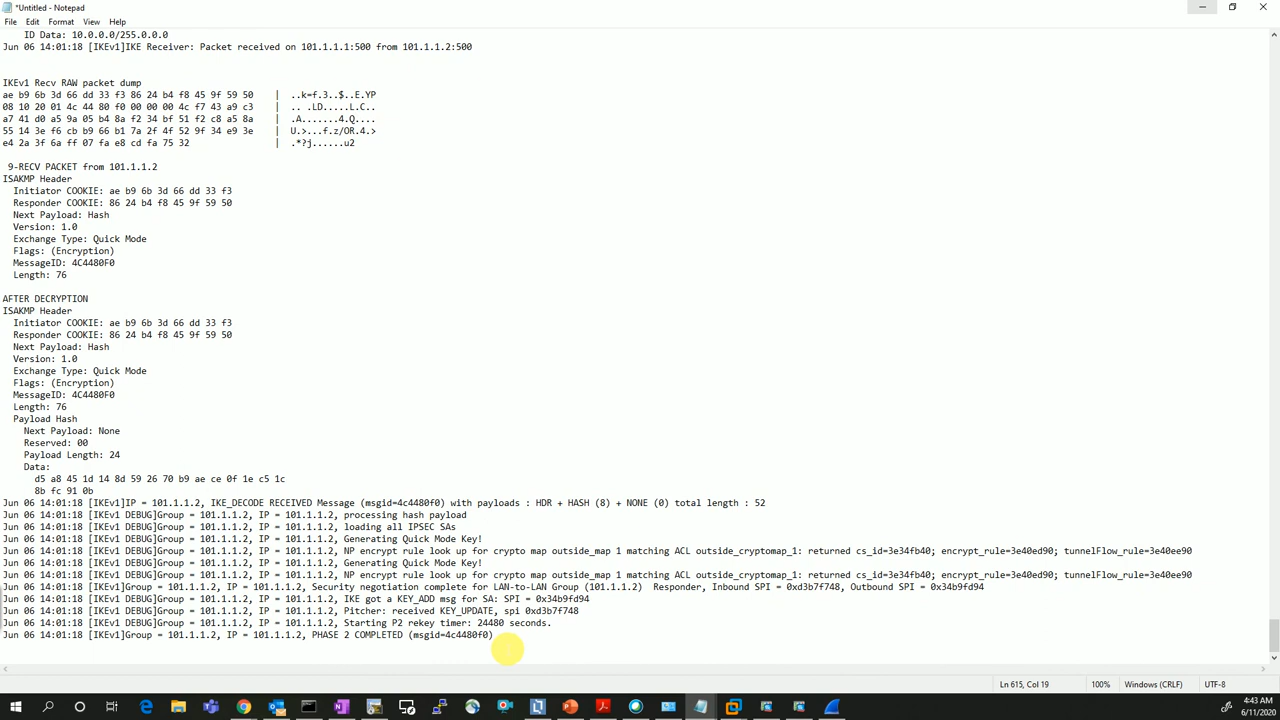 *Untitled - Notepad
File Edit Format View Help
ID Data: 10.0.0.0/255.0.0.0
Jun 06 14:01:18 [IKEv1]IKE Receiver: Packet received on 101.1.1.1:500 from 101.1.1.2:500
IKEv1 Recv RAW packet dump
ae b9 6b 3d 66 dd 33 f3 86 24 b4 f8 45 9f 59 50 | ..k=f.3..$..E.YP
08 10 20 01 4c 44 80 f0 00 00 00 4c f7 43 a9 c3 | .. .LD.....L.C..
a7 41 d0 a5 9a 05 b4 8a f2 34 bf 51 f2 c8 a5 8a | .A.......4.Q....
55 14 3e f6 cb b9 66 b1 7a 2f 4f 52 9f 34 e9 3e | U.>...f.z/OR.4.>
e4 2a 3f 6a ff 07 fa e8 cd fa 75 32 | .*?j......u2
9-RECV PACKET from 101.1.1.2
ISAKMP Header
Initiator COOKIE: ae b9 6b 3d 66 dd 33 f3
Responder COOKIE: 86 24 b4 f8 45 9f 59 50
Next Payload: Hash
Version: 1.0
Exchange Type: Quick Mode
Flags: (Encryption)
MessageID: 4C4480F0
Length: 76
AFTER DECRYPTION
ISAKMP Header
Initiator COOKIE: ae b9 6b 3d 66 dd 33 f3
Responder COOKIE: 86 24 b4 f8 45 9f 59 50
Next Payload: Hash
Version: 1.0
Exchange Type: Quick Mode
Flags: (Encryption)
MessageID: 4C4480F0
Length: 76
Payload Hash
Next Payload: None
Reserved: 00
Payload Length: 24
Data:
d5 a8 45 1d 14 8d 59 26 70 b9 ae ce 0f 1e c5 1c
8b fc 91 0b
Jun 06 14:01:18 [IKEv1]IP = 101.1.1.2, IKE_DECODE RECEIVED Message (msgid=4c4480f0) with payloads : HDR + HASH (8) + NONE (0) total length : 52
Jun 06 14:01:18 [IKEv1 DEBUG]Group = 101.1.1.2, IP = 101.1.1.2, processing hash payload
Jun 06 14:01:18 [IKEv1 DEBUG]Group = 101.1.1.2, IP = 101.1.1.2, loading all IPSEC SAs
Jun 06 14:01:18 [IKEv1 DEBUG]Group = 101.1.1.2, IP = 101.1.1.2, Generating Quick Mode Key!
Jun 06 14:01:18 [IKEv1 DEBUG]Group = 101.1.1.2, IP = 101.1.1.2, NP encrypt rule look up for crypto map outside_map 1 matching ACL outside_cryptomap_1: returned cs_id=3e34fb40; encrypt_rule=3e40ed90; tunnelFlow_rule=3e40ee90
Jun 06 14:01:18 [IKEv1 DEBUG]Group = 101.1.1.2, IP = 101.1.1.2, Generating Quick Mode Key!
Jun 06 14:01:18 [IKEv1 DEBUG]Group = 101.1.1.2, IP = 101.1.1.2, NP encrypt rule look up for crypto map outside_map 1 matching ACL outside_cryptomap_1: returned cs_id=3e34fb40; encrypt_rule=3e40ed90; tunnelFlow_rule=3e40ee90
Jun 06 14:01:18 [IKEv1]Group = 101.1.1.2, IP = 101.1.1.2, Security negotiation complete for LAN-to-LAN Group (101.1.1.2) Responder, Inbound SPI = 0xd3b7f748, Outbound SPI = 0x34b9fd94
Jun 06 14:01:18 [IKEv1 DEBUG]Group = 101.1.1.2, IP = 101.1.1.2, IKE got a KEY_ADD msg for SA: SPI = 0x34b9fd94
Jun 06 14:01:18 [IKEv1 DEBUG]Group = 101.1.1.2, IP = 101.1.1.2, Pitcher: received KEY_UPDATE, spi 0xd3b7f748
Jun 06 14:01:18 [IKEv1 DEBUG]Group = 101.1.1.2, IP = 101.1.1.2, Starting P2 rekey timer: 24480 seconds.
Jun 06 14:01:18 [IKEv1]Group = 101.1.1.2, IP = 101.1.1.2, PHASE 2 COMPLETED (msgid=4c4480f0)
Ln 615, Col 19 100% Windows (CRLF) UTF-8
4:43 AM
6/11/2020